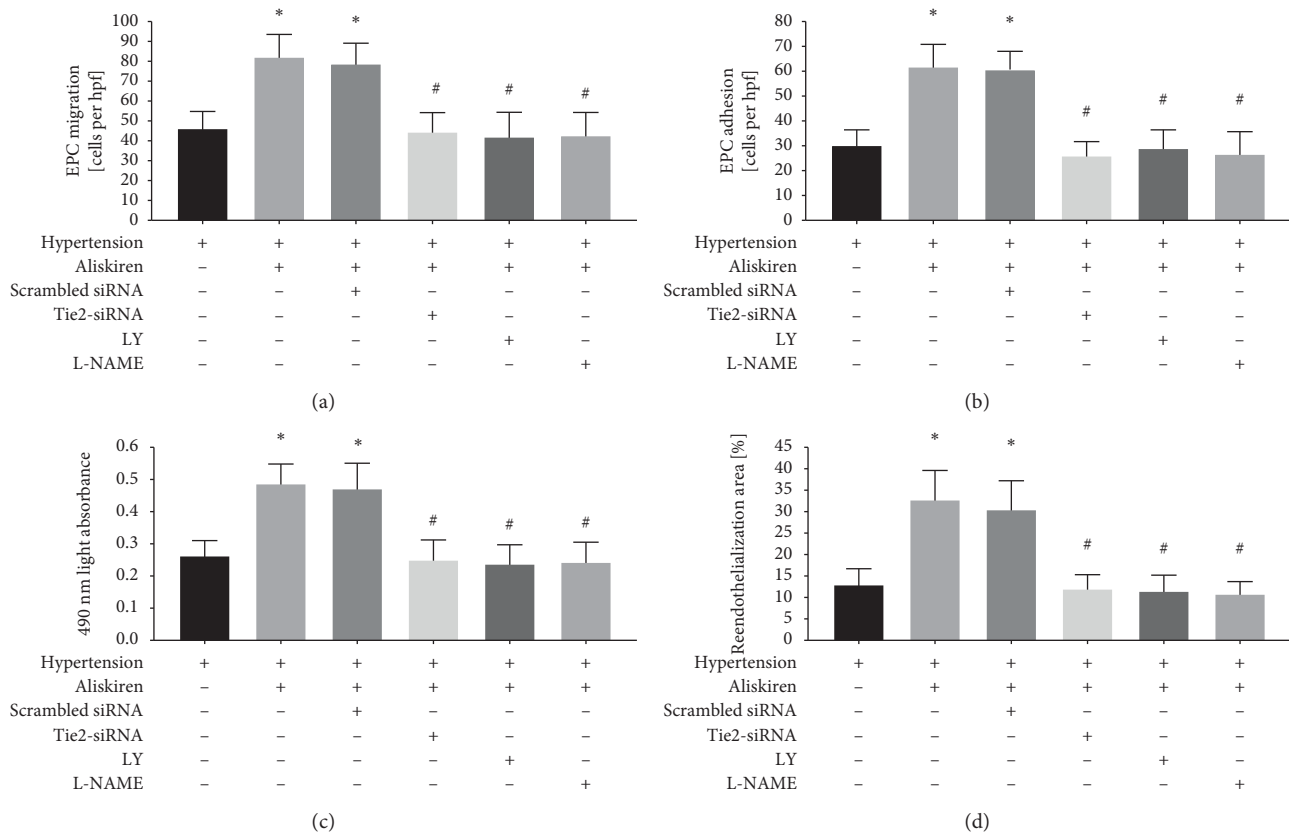 EPC migration
[cells per hpf]
100
90
80
70
60
50
40
30
20
10
0
* * # # #
Hypertension + + + + + +
Aliskiren – + + + + +
Scrambled siRNA – – + – – –
Tie2-siRNA – – – + – –
LY – – – – + –
L-NAME – – – – – +
(a)
EPC adhesion
[cells per hpf]
80
70
60
50
40
30
20
10
0
* * # # #
Hypertension + + + + + +
Aliskiren – + + + + +
Scrambled siRNA – – + – – –
Tie2-siRNA – – – + – –
LY – – – – + –
L-NAME – – – – – +
(b)
490 nm light absorbance
0.6
0.5
0.4
0.3
0.2
0.1
0.0
* * # # #
Hypertension + + + + + +
Aliskiren – + + + + +
Scrambled siRNA – – + – – –
Tie2-siRNA – – – + – –
LY – – – – + –
L-NAME – – – – – +
(c)
Reendothelialization area [%]
45
40
35
30
25
20
15
10
5
0
* * # # #
Hypertension + + + + + +
Aliskiren – + + + + +
Scrambled siRNA – – + – – –
Tie2-siRNA – – – + – –
LY – – – – + –
L-NAME – – – – – +
(d)